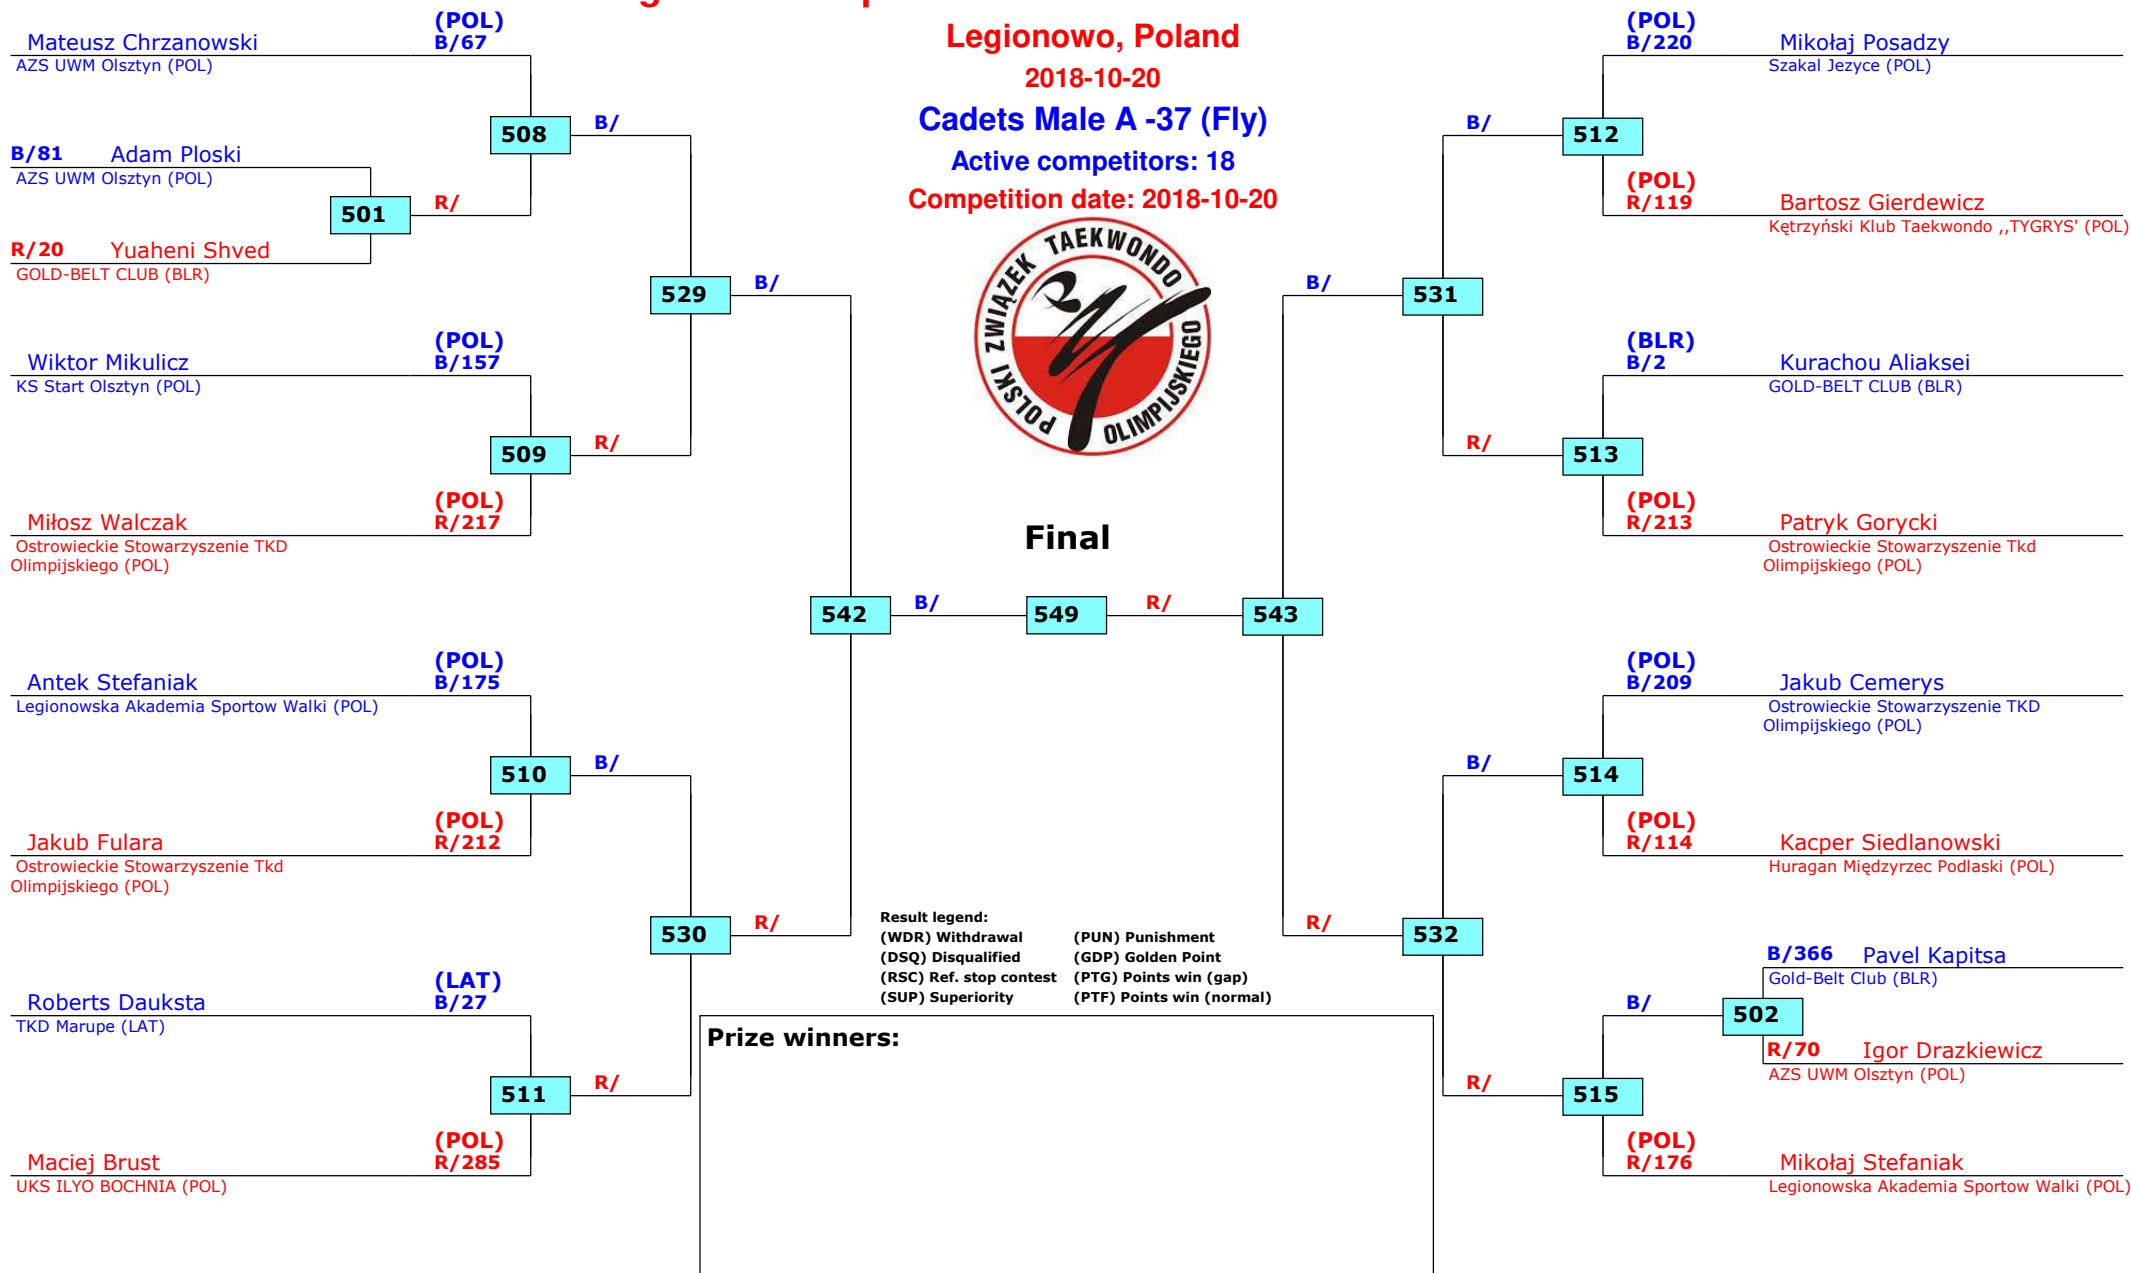 Legionowo, Poland
2018-10-20
Cadets Male A -37 (Fly)
Active competitors: 18
Competition date: 2018-10-20
POLSKI ZWIĄZEK TAEKWONDO OLIMPIJSKIEGO
(POL)
Mateusz Chrzanowski B/67
AZS UWM Olsztyn (POL)
508 B/
B/81 Adam Ploski
AZS UWM Olsztyn (POL)
501 R/
R/20 Yuaheni Shved
GOLD-BELT CLUB (BLR)
529 B/
(POL)
Wiktor Mikulicz B/157
KS Start Olsztyn (POL)
509 R/
(POL)
Miłosz Walczak R/217
Ostrowieckie Stowarzyszenie TKD
Olimpijskiego (POL)
542 B/
(POL)
Antek Stefaniak B/175
Legionowska Akademia Sportow Walki (POL)
510 B/
(POL)
Jakub Fulara R/212
Ostrowieckie Stowarzyszenie Tkd
Olimpijskiego (POL)
530 R/
(LAT)
Roberts Dauksta B/27
TKD Marupe (LAT)
511 R/
(POL)
Maciej Brust R/285
UKS ILYO BOCHNIA (POL)
Final
549
R/ 543
(POL)
B/220 Mikołaj Posadzy
Szakal Jezyce (POL)
B/ 512
(POL)
R/119 Bartosz Gierdewicz
Kętrzyński Klub Taekwondo ,,TYGRYS' (POL)
B/ 531
(BLR)
B/2 Kurachou Aliaksei
GOLD-BELT CLUB (BLR)
R/ 513
(POL)
R/213 Patryk Gorycki
Ostrowieckie Stowarzyszenie Tkd
Olimpijskiego (POL)
(POL)
B/209 Jakub Cemerys
Ostrowieckie Stowarzyszenie TKD
Olimpijskiego (POL)
B/ 514
(POL)
R/114 Kacper Siedlanowski
Huragan Międzyrzec Podlaski (POL)
R/ 532
B/366 Pavel Kapitsa
Gold-Belt Club (BLR)
B/ 502
R/70 Igor Drazkiewicz
AZS UWM Olsztyn (POL)
R/ 515
(POL)
R/176 Mikołaj Stefaniak
Legionowska Akademia Sportow Walki (POL)
Result legend:
(WDR) Withdrawal (PUN) Punishment
(DSQ) Disqualified (GDP) Golden Point
(RSC) Ref. stop contest (PTG) Points win (gap)
(SUP) Superiority (PTF) Points win (normal)
Prize winners: